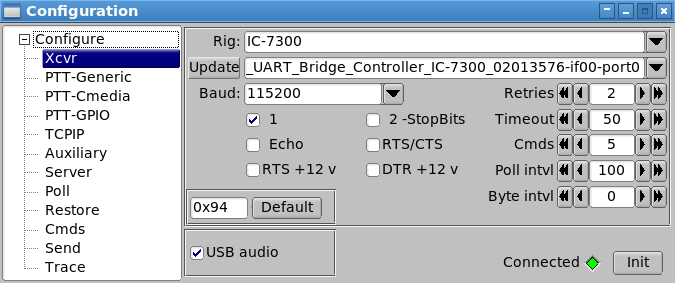 Configuration
Configure
Xcvr
PTT-Generic
PTT-Cmedia
PTT-GPIO
TCPIP
Auxiliary
Server
Poll
Restore
Cmds
Send
Trace
Rig: IC-7300
Update _UART_Bridge_Controller_IC-7300_02013576-if00-port0
Baud: 115200 Retries 2
1 2 -StopBits Timeout 50
Echo RTS/CTS Cmds 5
RTS +12 v DTR +12 v Poll intvl 100
Byte intvl 0
0x94 Default
USB audio
Connected Init